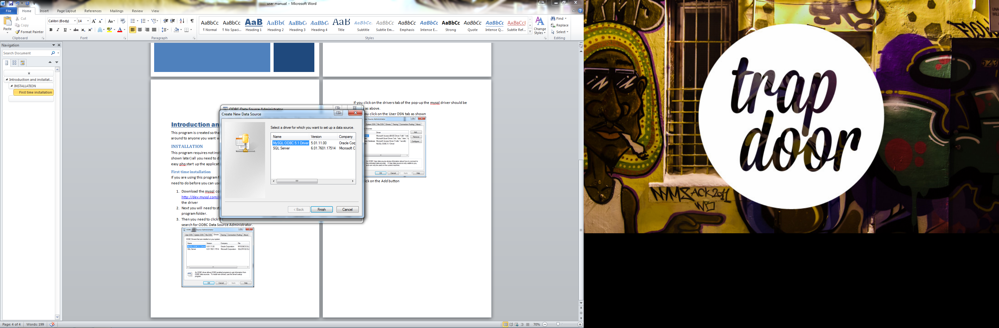 user manual - Microsoft Word
File Home Insert Page Layout References Mailings Review View
Paste
Cut
Copy
Format Painter
Clipboard
Calibri (Body) 14
Font
Paragraph
AaBbCc AaBbCc AaB AaBbC AaBbC AaBbC AaB AaBbCc. AaBbCc AaBbCc AaBbCc AaBbCc AaBbCc AaBbCc AABBCCI
¶ Normal ¶ No Spaci... Heading 1 Heading 2 Heading 3 Heading 4 Title Subtitle Subtle Em... Emphasis Intense E... Strong Quote Intense Q... Subtle Ref...
Styles
Change Styles
Find
Replace
Select
Editing
Navigation
Search Document
Introduction and installat...
INSTALLATION
First time installation
Introduction an
This program is created so tha
around to anyone you want w
INSTALLATION
This program requires not inst
shown later) all you need to d
easy php start up the applicat
First time installation
If you are using this program f
need to do before you can use
1. Download the mysql co
http://dev.mysql.com/
the driver
2. Next you will need to st
program folder.
3. Then you need to click t
search for ODBC Data Source Administrator.
ODBC Data Source Administrator
User DSN System DSN File DSN Drivers Tracing Connection Pooling About
ODBC Drivers that are installed on your system:
Name Version Company File
MySQL ODBC 5.1 Driver 5.01.11.00 Oracle Corporation MYODBC5.DLL
SQL Server 6.01.7601.17514 Microsoft Corporation SQLSRV32.DLL
An ODBC driver allows ODBC-enabled programs to get information from
ODBC data sources. To install new drivers, use the driver's setup
program.
OK Cancel Apply Help
ODBC Data Source Administrator
Create New Data Source
Select a driver for which you want to set up a data source.
Name Version Company
MySQL ODBC 5.1 Driver 5.01.11.00 Oracle Corp
SQL Server 6.01.7601.17514 Microsoft C
< Back Finish Cancel
If you click on the drivers tab of the pop-up the mysql driver should be
as above.
ou click on the User DSN tab as shown
a Source Administrator
System DSN File DSN Drivers Tracing Connection Pooling About
a Sources:
Driver
Add...
Microsoft Access dBASE Driver (*.dbf, *.ndx
Microsoft Excel Driver (*.xls, *.xlsx, *.xlsm, *.x
Remove
ess Database Microsoft Access Driver (*.mdb, *.accdb)
MySQL ODBC 5.1 Driver
Configure...
An ODBC User data source stores information about how to connect to
the indicated data provider. A User data source is only visible to you,
and can only be used on the current machine.
OK Cancel Apply Help
ick on the Add button
Page: 4 of 4 Words: 199
70%
trap
door
NYMZ ACK 2011
WB